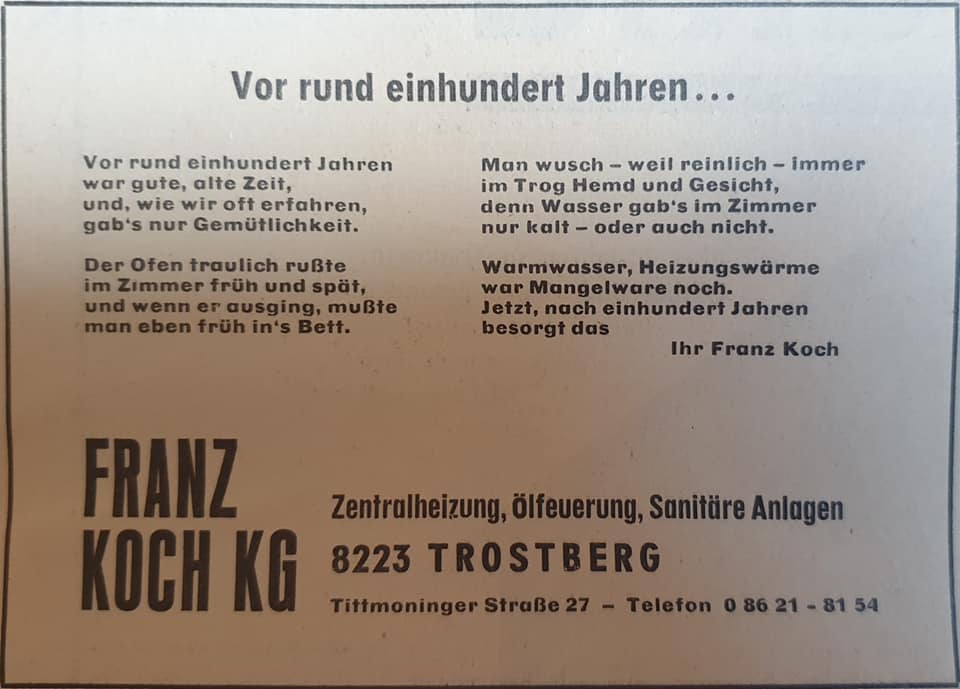 Vor rund einhundert Jahren...
Vor rund einhundert Jahren
war gute, alte Zeit,
und, wie wir oft erfahren,
gab's nur Gemütlichkeit.
Der Ofen traulich rußte
im Zimmer früh und spät,
und wenn er ausging, mußte
man eben früh in's Bett.
Man wusch – weil reinlich – immer
im Trog Hemd und Gesicht,
denn Wasser gab's im Zimmer
nur kalt – oder auch nicht.
Warmwasser, Heizungswärme
war Mangelware noch.
Jetzt, nach einhundert Jahren
besorgt das
Ihr Franz Koch
FRANZ
KOCH KG
Zentralheizung, Ölfeuerung, Sanitäre Anlagen
8223 TROSTBERG
Tittmoninger Straße 27 – Telefon 0 86 21 - 81 54